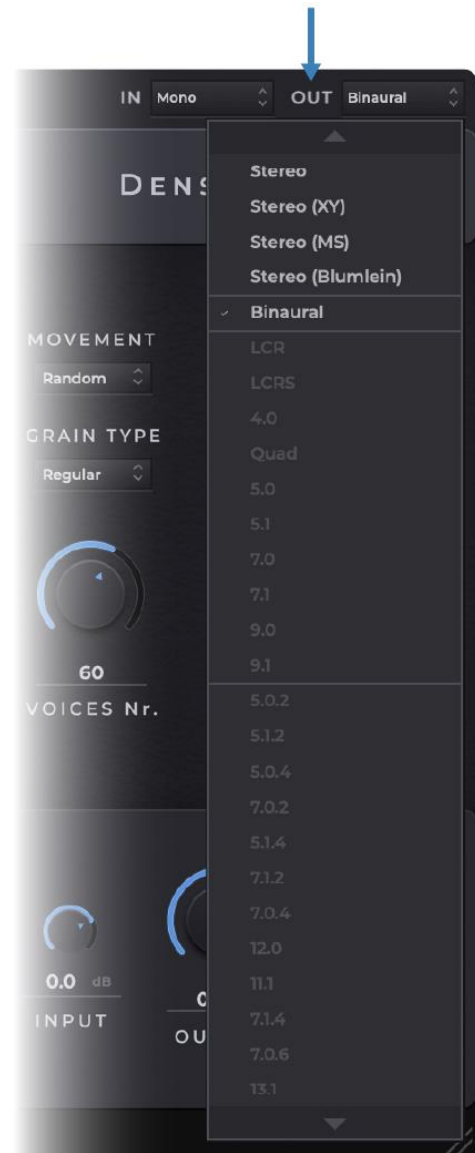 IN Mono OUT Binaural
DENS
Stereo
Stereo (XY)
Stereo (MS)
Stereo (Blumlein)
Binaural
LCR
LCRS
4.0
Quad
5.0
5.1
7.0
7.1
9.0
9.1
5.0.2
5.1.2
5.0.4
7.0.2
5.1.4
7.1.2
7.0.4
12.0
11.1
7.1.4
7.0.6
13.1
MOVEMENT
Random
GRAIN TYPE
Regular
60
VOICES Nr.
0.0 dB
INPUT
0
OU